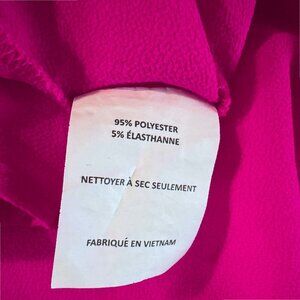 95% POLYESTER
5% ÉLASTHANNE
NETTOYER À SEC SEULEMENT
FABRIQUÉ EN VIETNAM